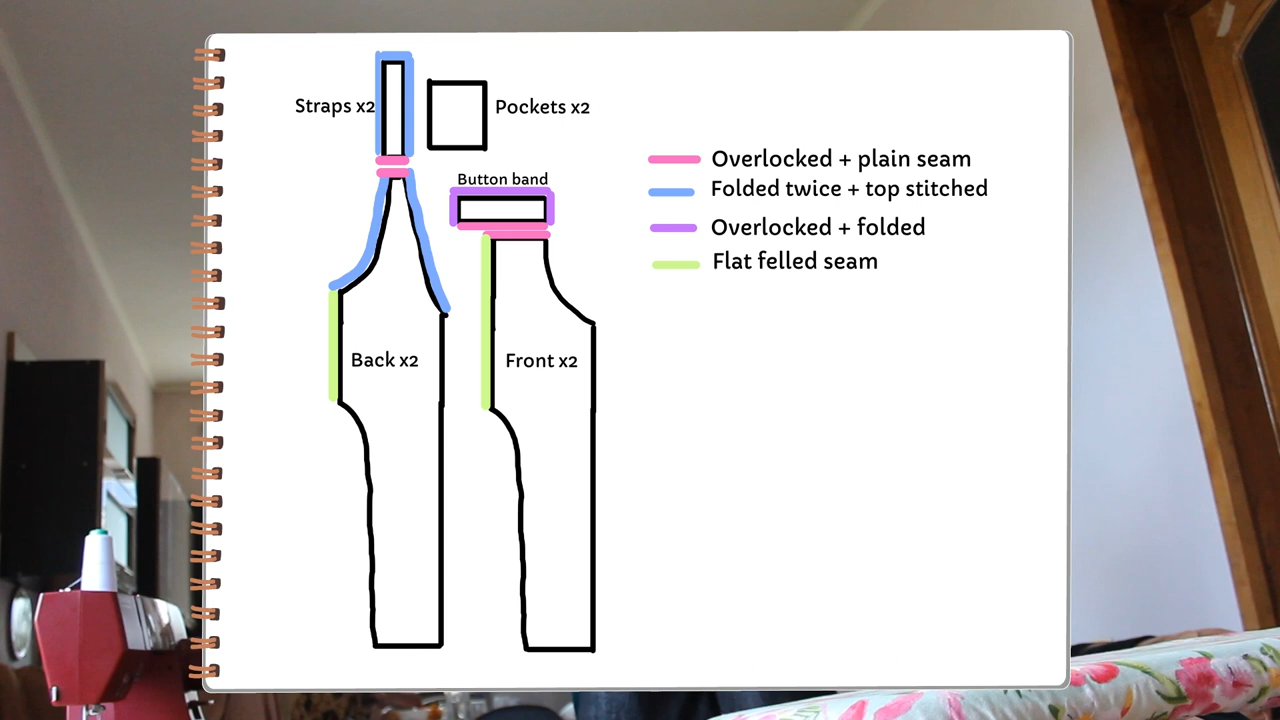 Straps x2
Pockets x2
Button band
Back x2
Front x2
Overlocked + plain seam
Folded twice + top stitched
Overlocked + folded
Flat felled seam